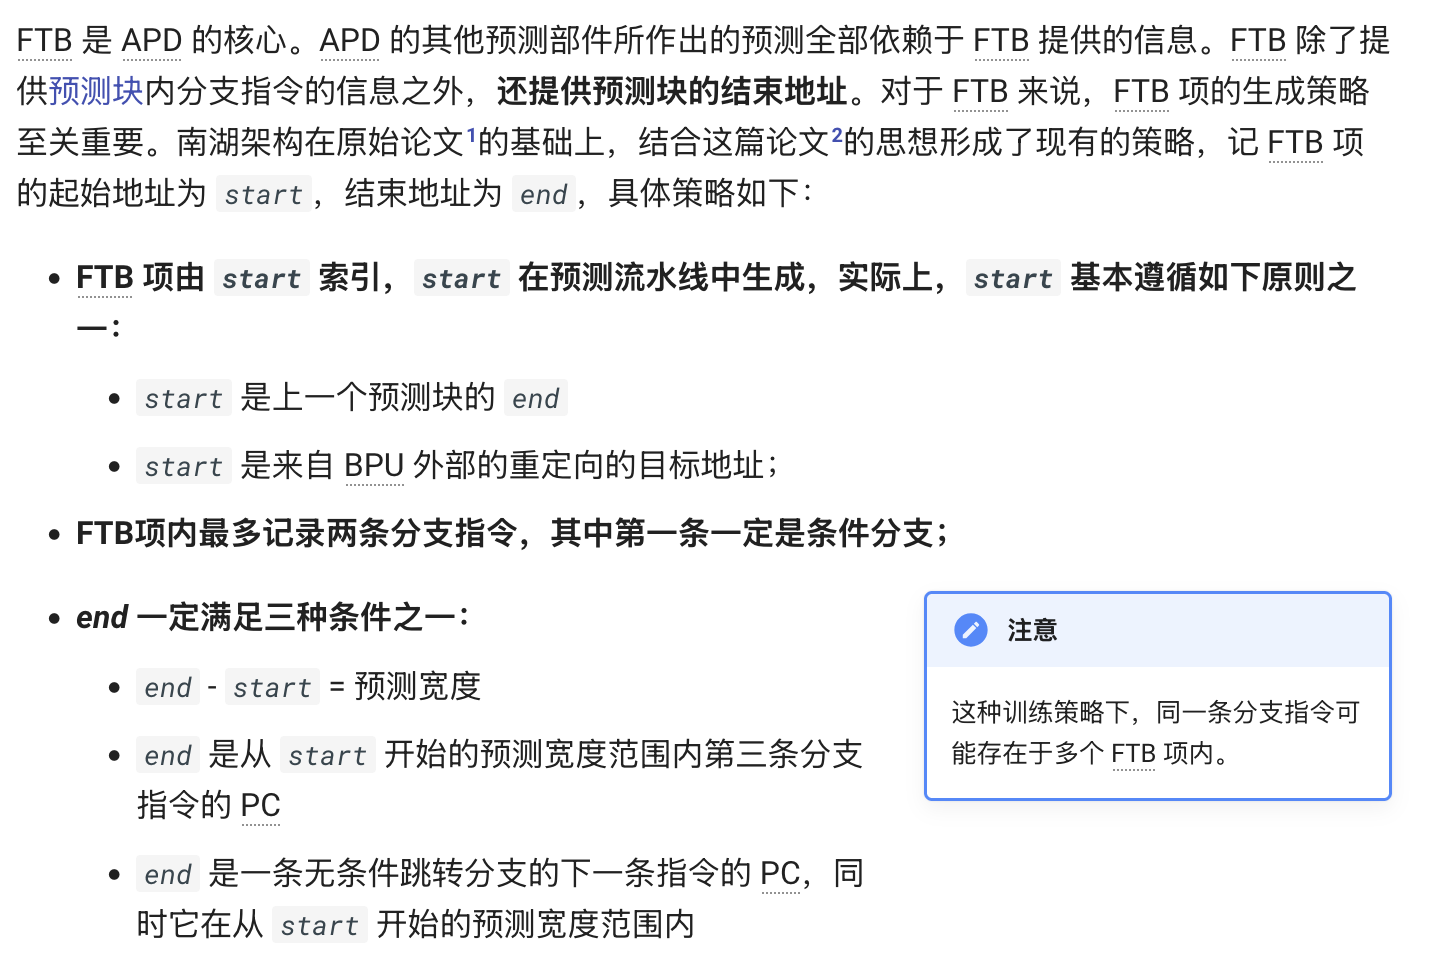 FTB 是 APD 的核心。APD 的其他预测部件所作出的预测全部依赖于 FTB 提供的信息。FTB 除了提
供预测块内分支指令的信息之外，还提供预测块的结束地址。对于 FTB 来说，FTB 项的生成策略
至关重要。南湖架构在原始论文1的基础上，结合这篇论文2的思想形成了现有的策略，记 FTB 项
的起始地址为 start，结束地址为 end，具体策略如下：
• FTB 项由 start 索引，start 在预测流水线中生成，实际上，start 基本遵循如下原则之
一：
• start 是上一个预测块的 end
• start 是来自 BPU 外部的重定向的目标地址；
• FTB项内最多记录两条分支指令，其中第一条一定是条件分支；
• end 一定满足三种条件之一：
• end - start = 预测宽度
• end 是从 start 开始的预测宽度范围内第三条分支
指令的 PC
• end 是一条无条件跳转分支的下一条指令的 PC，同
时它在从 start 开始的预测宽度范围内
注意
这种训练策略下，同一条分支指令可
能存在于多个 FTB 项内。